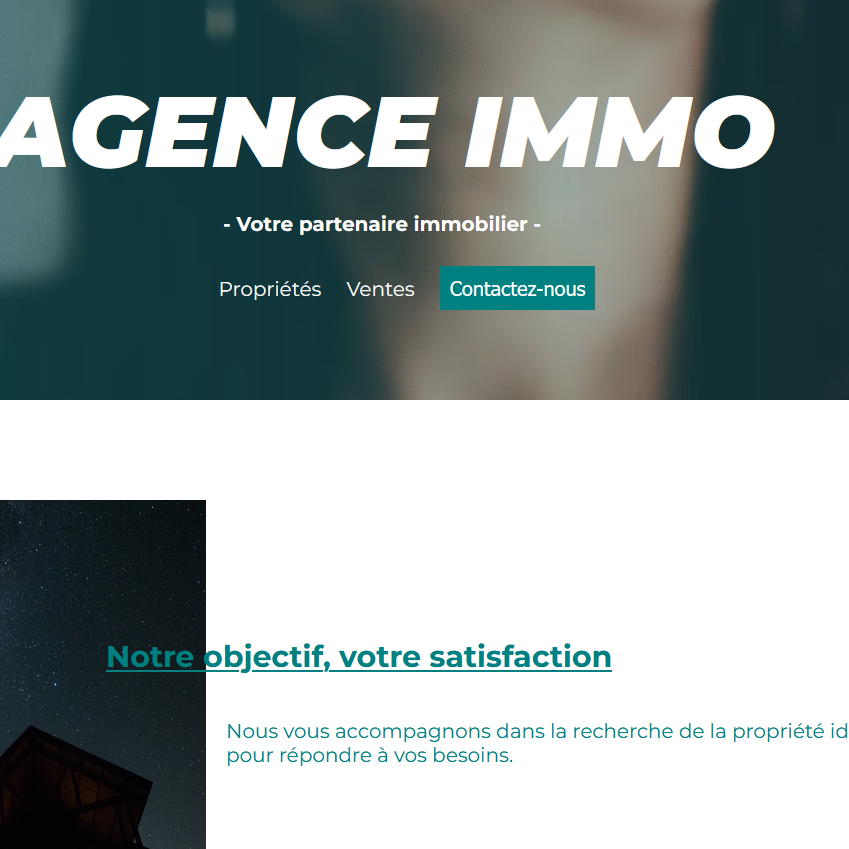 AGENCE IMMO
- Votre partenaire immobilier -
Propriétés Ventes Contactez-nous
Notre objectif, votre satisfaction
Nous vous accompagnons dans la recherche de la propriété id
pour répondre à vos besoins.